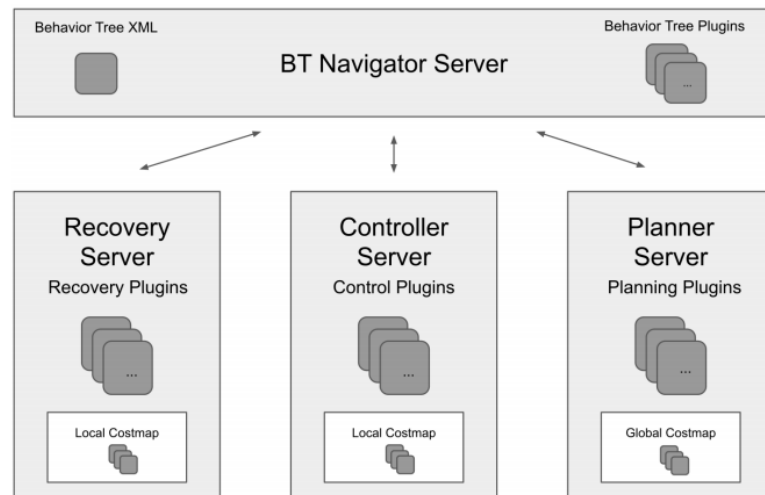 Behavior Tree XML
Behavior Tree Plugins
BT Navigator Server
...
Recovery
Server
Recovery Plugins
...
Local Costmap
Controller
Server
Control Plugins
...
Local Costmap
Planner
Server
Planning Plugins
...
Global Costmap